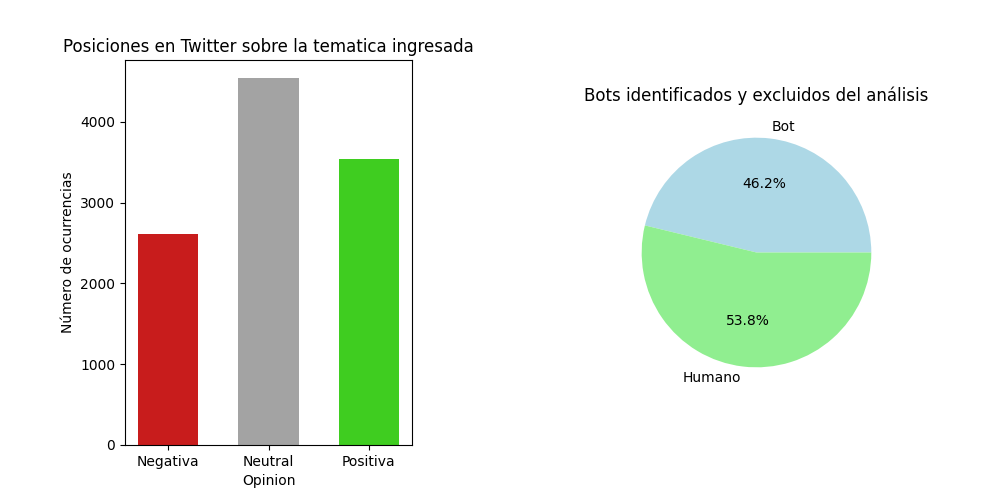 Posiciones en Twitter sobre la tematica ingresada
Número de ocurrencias
4000
3000
2000
1000
0
Negativa
Neutral
Positiva
Opinion
Bots identificados y excluidos del análisis
Bot
46.2%
53.8%
Humano